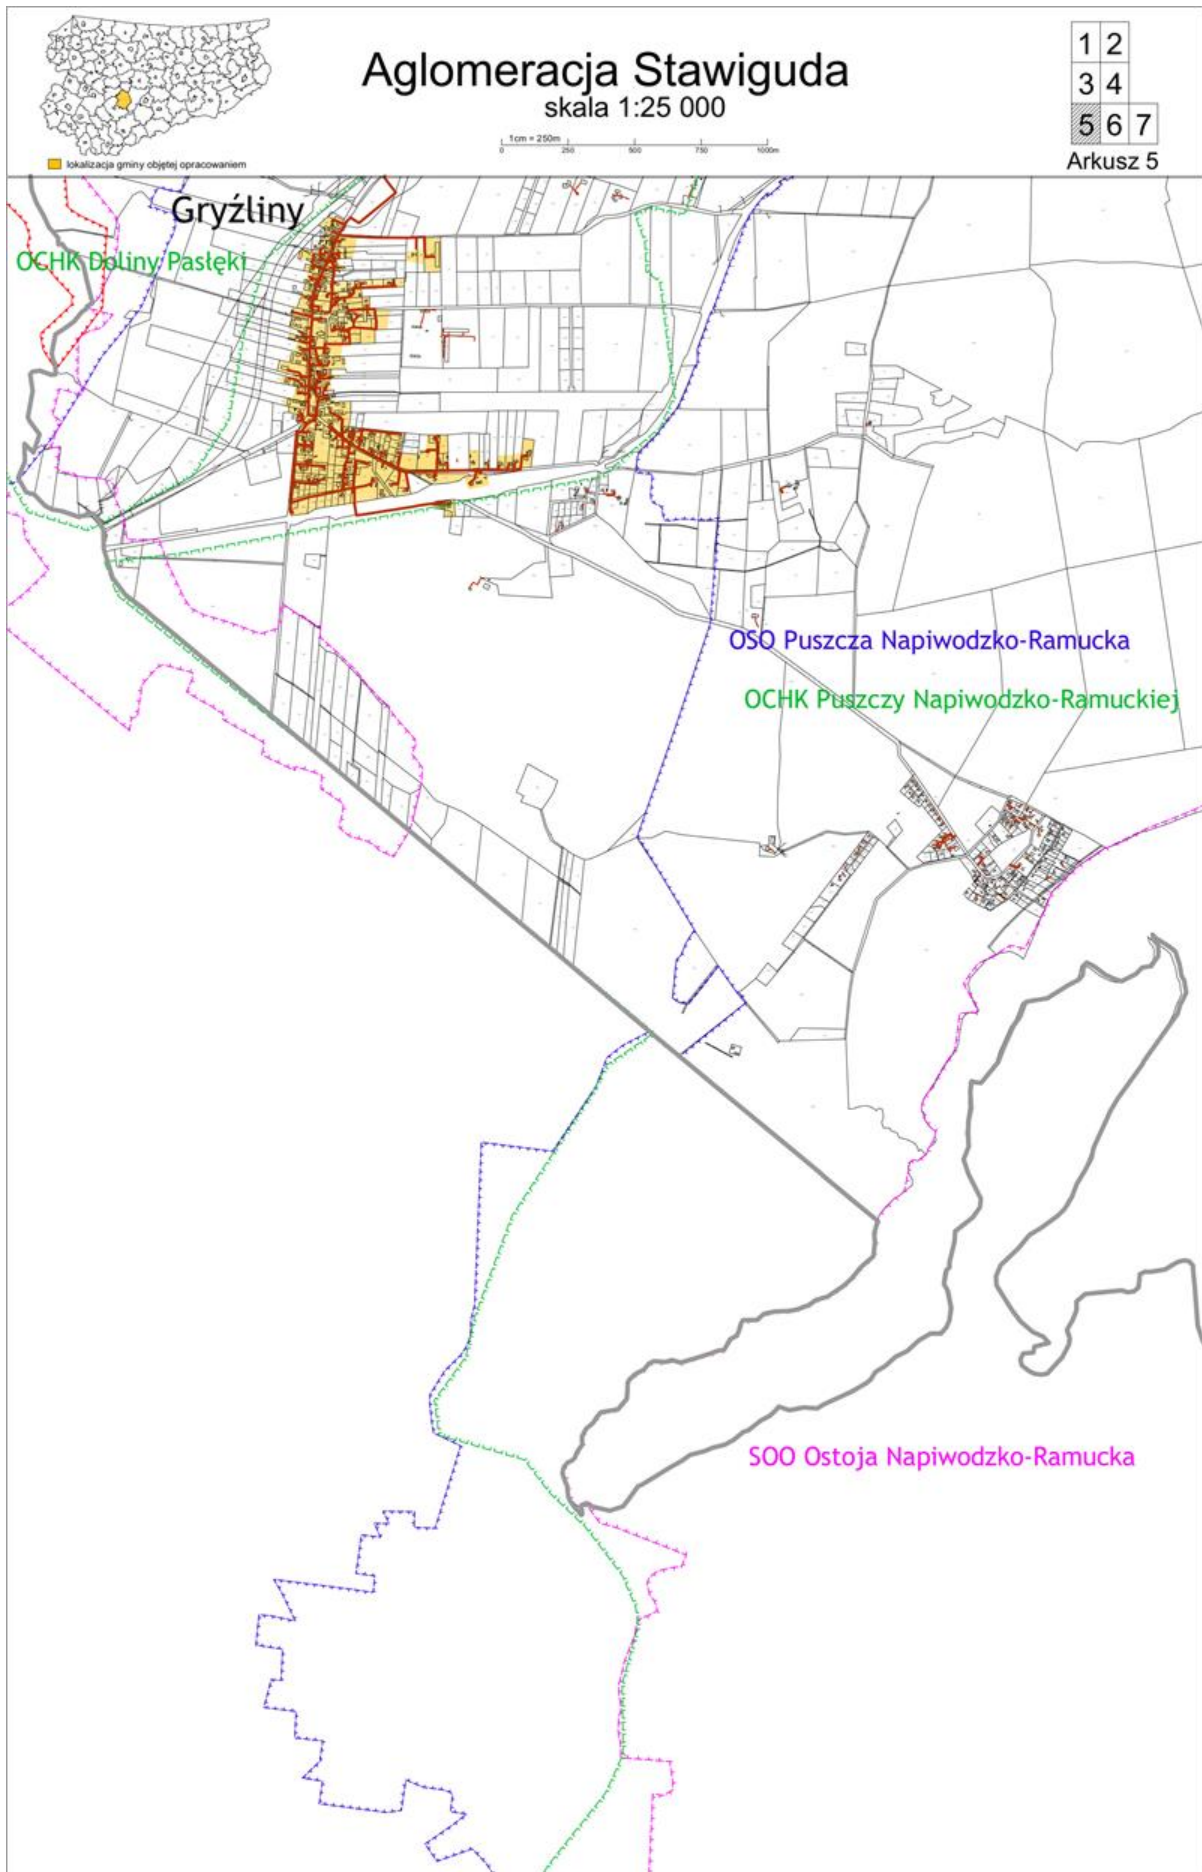 Aglomeracja Stawiguda
skala 1:25 000
1cm = 250m
0 250 500 750 1000m
lokalizacja gminy objętej opracowaniem
1 2
3 4
5 6 7
Arkusz 5
Gryźliny
OCHK Doliny Pasłęki
OSO Puszcza Napiwodzko-Ramucka
OCHK Puszczy Napiwodzko-Ramuckiej
SOO Ostoja Napiwodzko-Ramucka